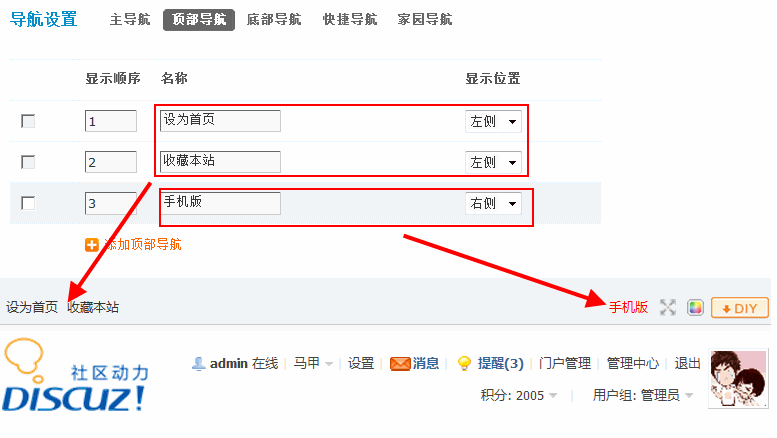 导航设置 主导航 顶部导航 底部导航 快捷导航 家园导航
显示顺序 名称 显示位置
1 设为首页 左侧
2 收藏本站 左侧
3 手机版 右侧
添加顶部导航
设为首页 收藏本站 手机版 DIY
社区动力
DISCUZ!
admin 在线 马甲 设置 消息 提醒(3) 门户管理 管理中心 退出
积分: 2005 用户组: 管理员